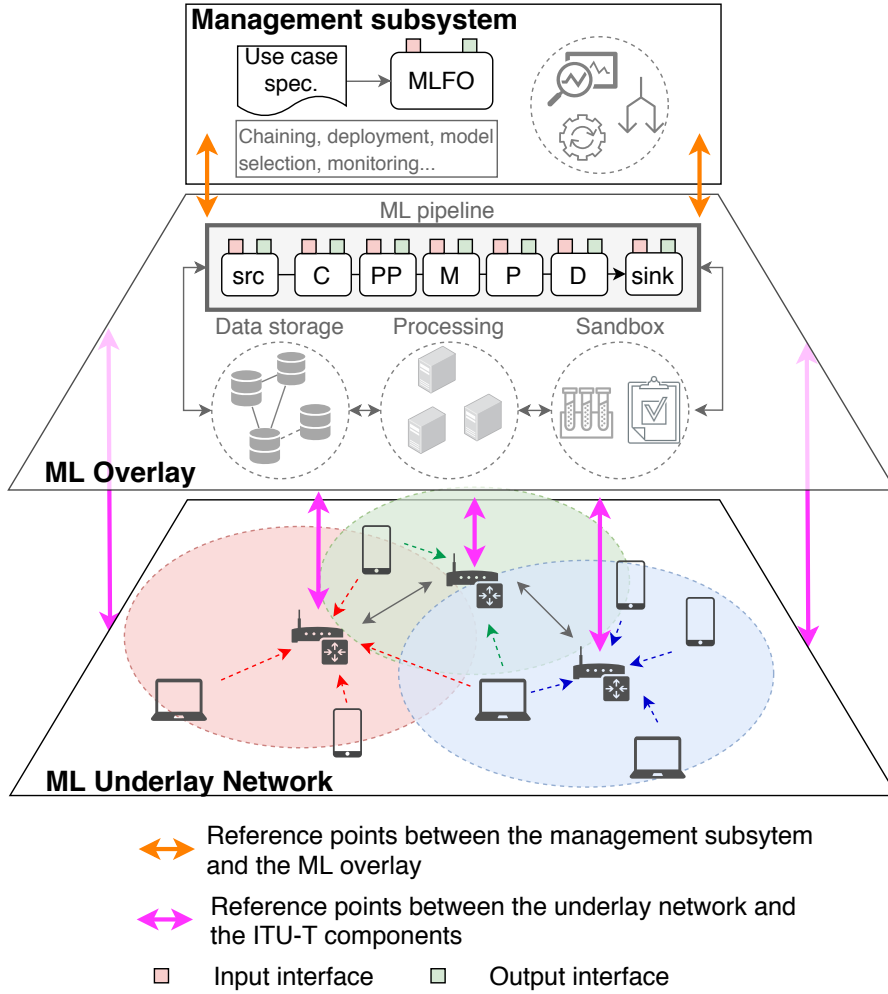 Management subsystem
Use case
spec.
MLFO
Chaining, deployment, model
selection, monitoring...
ML pipeline
src C PP M P D sink
Data storage Processing Sandbox
ML Overlay
ML Underlay Network
Reference points between the management subsytem
and the ML overlay
Reference points between the underlay network and
the ITU-T components
Input interface Output interface